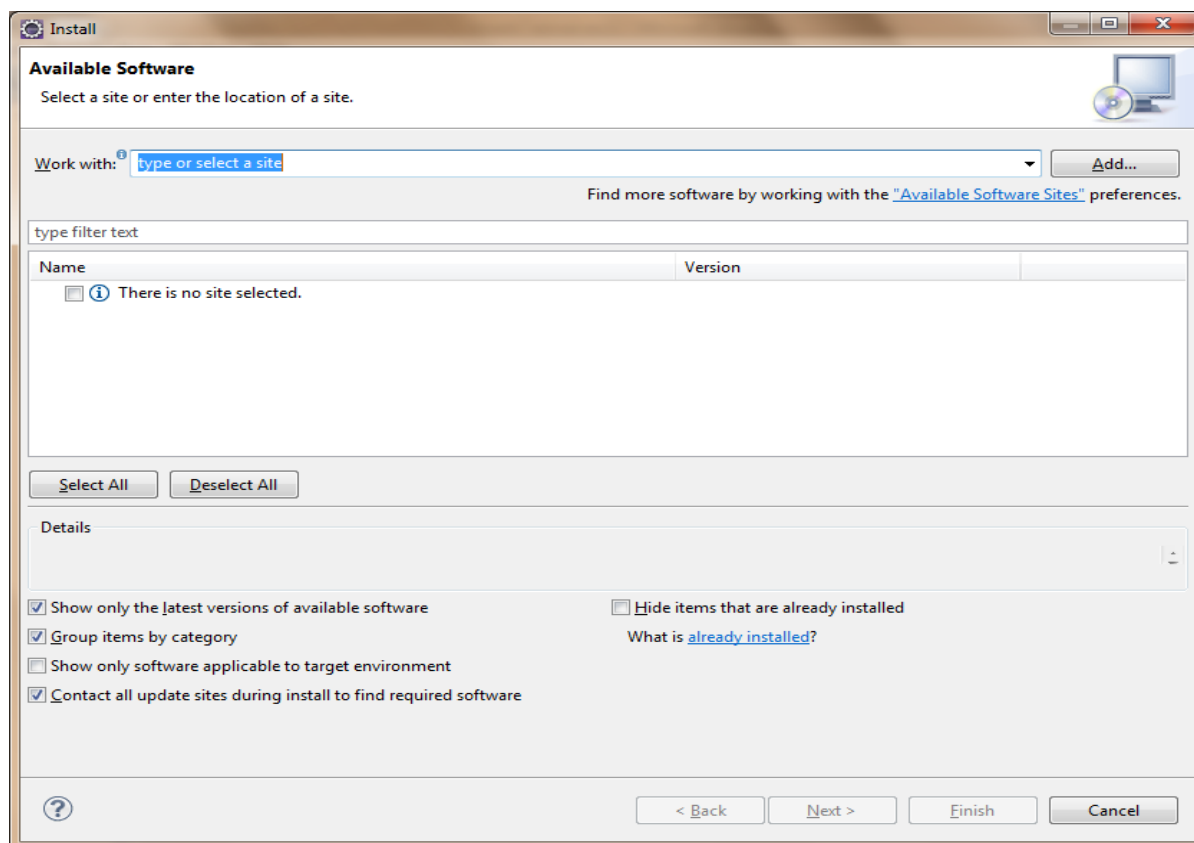 Install
Available Software
Select a site or enter the location of a site.
Work with: type or select a site Add...
Find more software by working with the "Available Software Sites" preferences.
type filter text
Name Version
There is no site selected.
Select All Deselect All
Details
Show only the latest versions of available software Hide items that are already installed
Group items by category What is already installed?
Show only software applicable to target environment
Contact all update sites during install to find required software
< Back Next > Finish Cancel